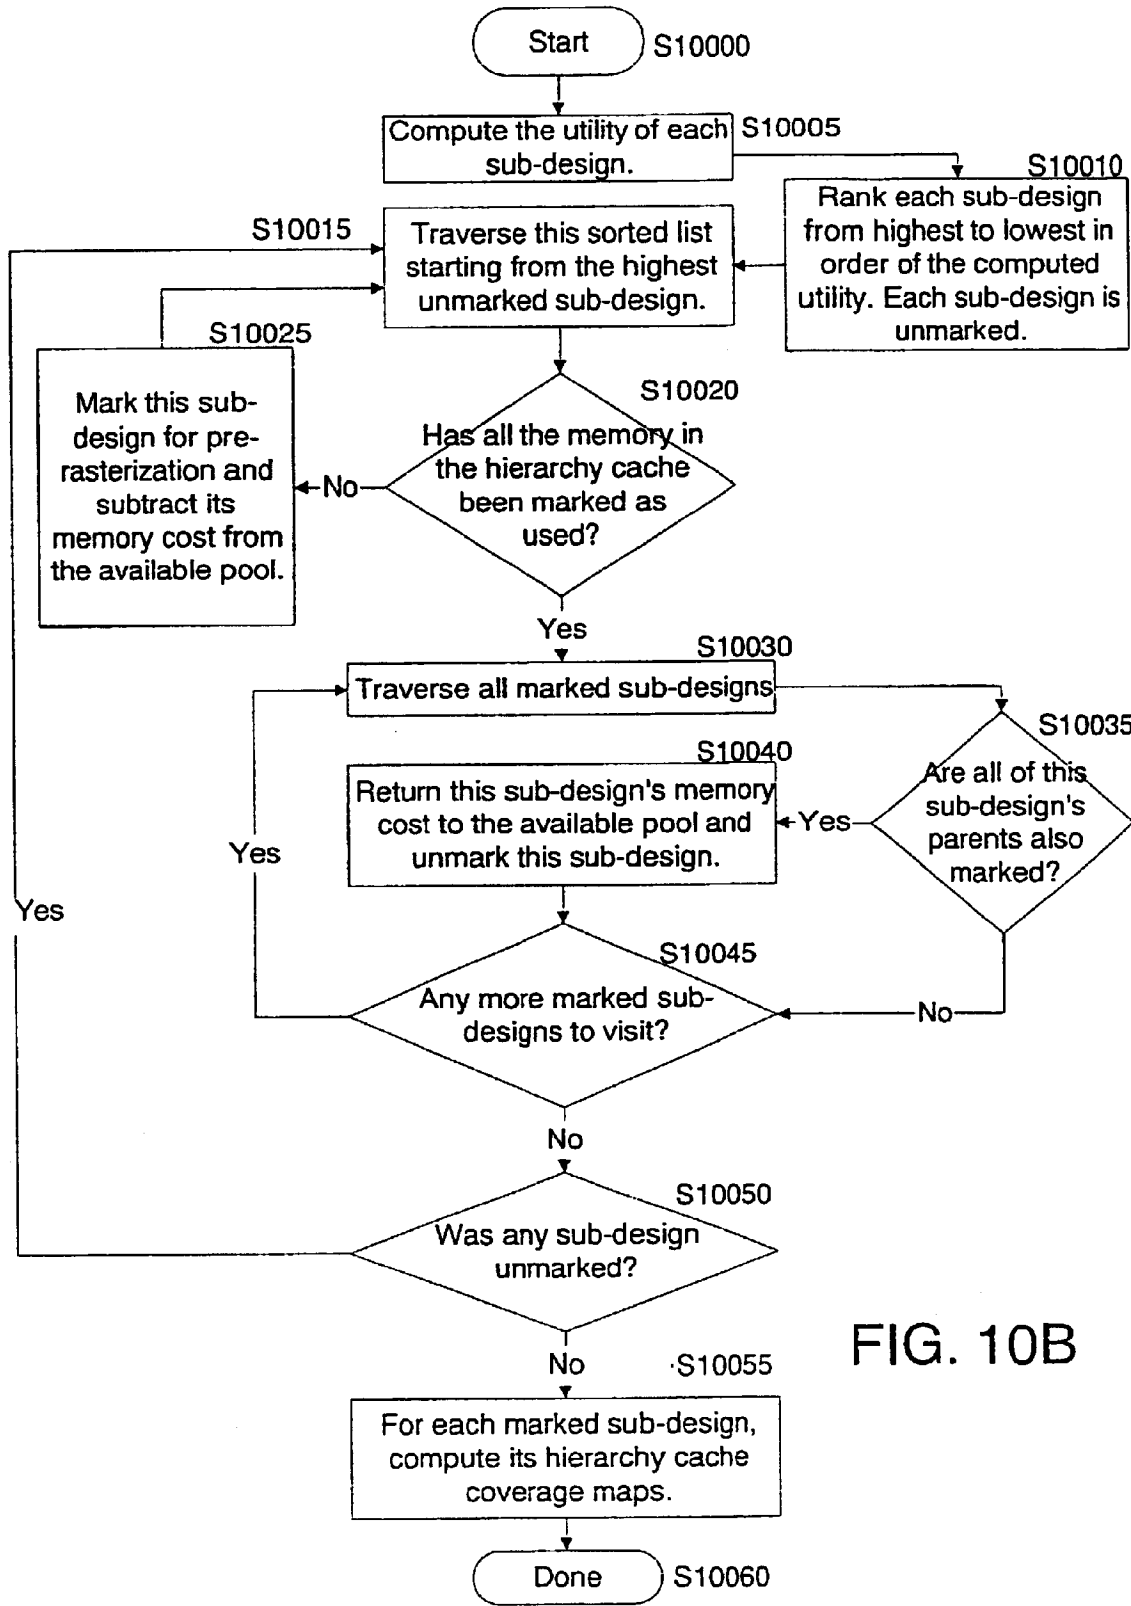 Start
S10000
Compute the utility of each
sub-design.
S10005
S10010
Rank each sub-design
from highest to lowest in
order of the computed
utility. Each sub-design is
unmarked.
S10015
Traverse this sorted list
starting from the highest
unmarked sub-design.
S10025
Mark this sub-
design for pre-
rasterization and
subtract its
memory cost from
the available pool.
S10020
Has all the memory in
the hierarchy cache
been marked as
used?
No
Yes
S10030
Traverse all marked sub-designs
S10035
Are all of this
sub-design's
parents also
marked?
S10040
Return this sub-design's memory
cost to the available pool and
unmark this sub-design.
Yes
Yes
Yes
S10045
Any more marked sub-
designs to visit?
No
No
S10050
Was any sub-design
unmarked?
FIG. 10B
No
S10055
For each marked sub-design,
compute its hierarchy cache
coverage maps.
Done
S10060